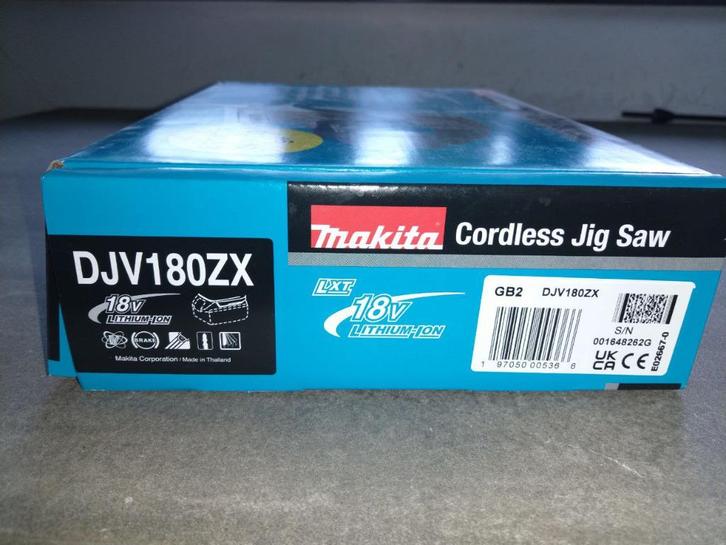 DJV180ZX
18V
LITHIUM-ION
BRAKE
Makita Corporation / Made in Thailand
makita Cordless Jig Saw
LXT
18V
LITHIUM-ION
GB2 DJV180ZX
S/N
001648262G
1 97050 00536 8
UK
CA CE
E02667-0